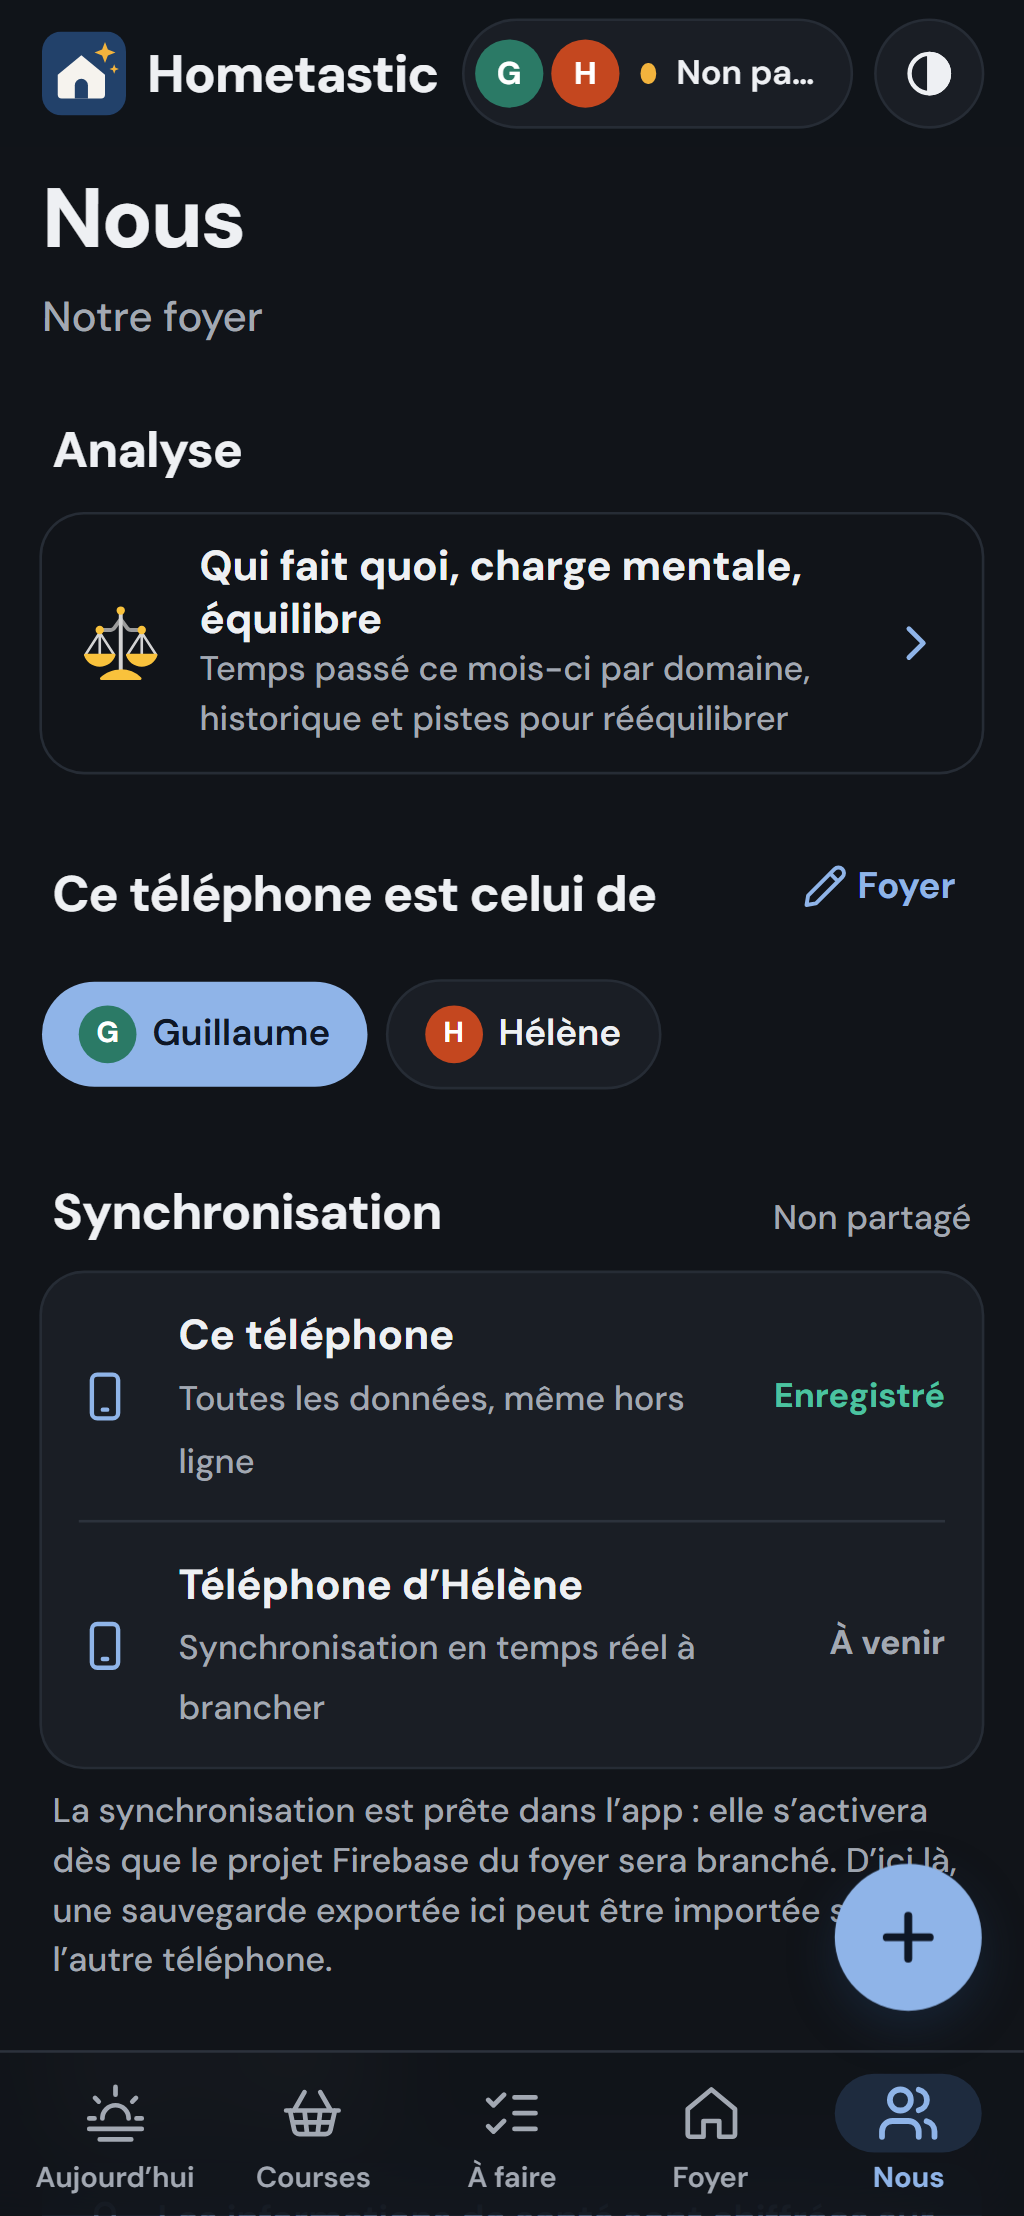 Hometastic
G H Non pa...
Nous
Notre foyer
Analyse
Qui fait quoi, charge mentale,
équilibre
Temps passé ce mois-ci par domaine,
historique et pistes pour rééquilibrer
Ce téléphone est celui de
Foyer
G Guillaume
H Hélène
Synchronisation
Non partagé
Ce téléphone
Toutes les données, même hors
ligne
Enregistré
Téléphone d’Hélène
Synchronisation en temps réel à
brancher
À venir
La synchronisation est prête dans l’app : elle s’activera
dès que le projet Firebase du foyer sera branché. D’ici là,
une sauvegarde exportée ici peut être importée
l’autre téléphone.
Aujourd’hui
Courses
À faire
Foyer
Nous